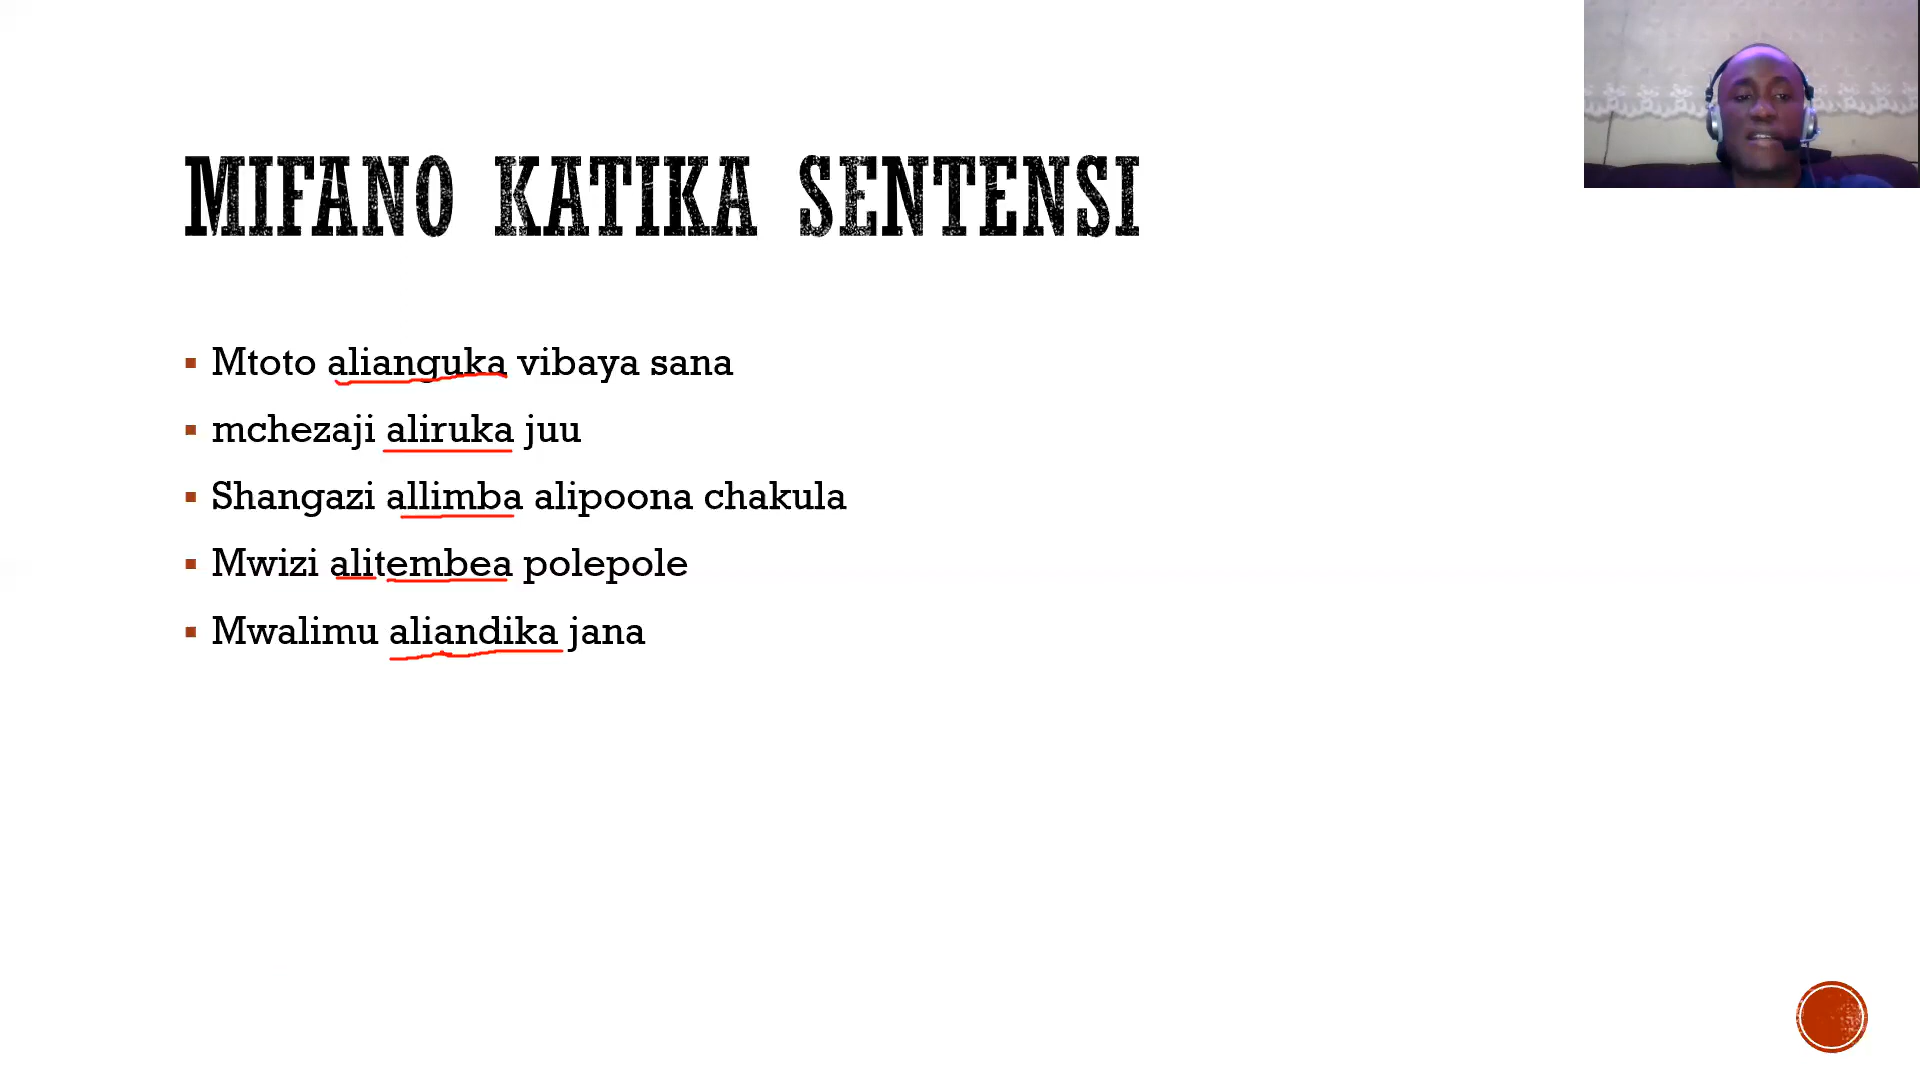 MIFANO KATIKA SENTENSI
Mtoto alianguka vibaya sana
mchezaji aliruka juu
Shangazi allimba alipoona chakula
Mwizi alitembea polepole
Mwalimu aliandika jana